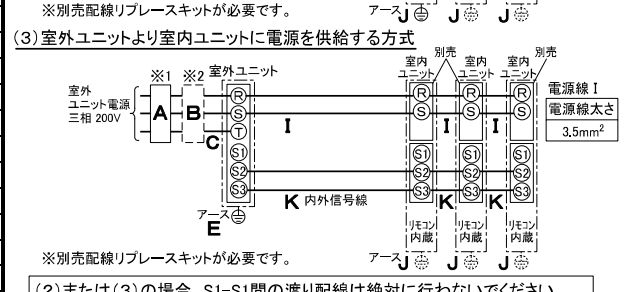 ※別売配線リプレースキットが必要です。
アース J J J
(3)室外ユニットより室内ユニットに電源を供給する方式
※1 ※2 室外ユニット
室内ユニット 別売 室内ユニット 室内ユニット 別売
室外
ユニット電源
三相 200V
A B C
R S T S1 S2 S3
I I I
R S S1 S2 S3
R S S1 S2 S3
R S S1 S2 S3
電源線 I
電源線太さ
3.5mm²
K 内外信号線 K K
アース
E
リモコン内蔵 リモコン内蔵 リモコン内蔵
※別売配線リプレースキットが必要です。
アース J J J
(2)または(3)の場合、S1-S1間の渡り配線は絶対に行わないでください